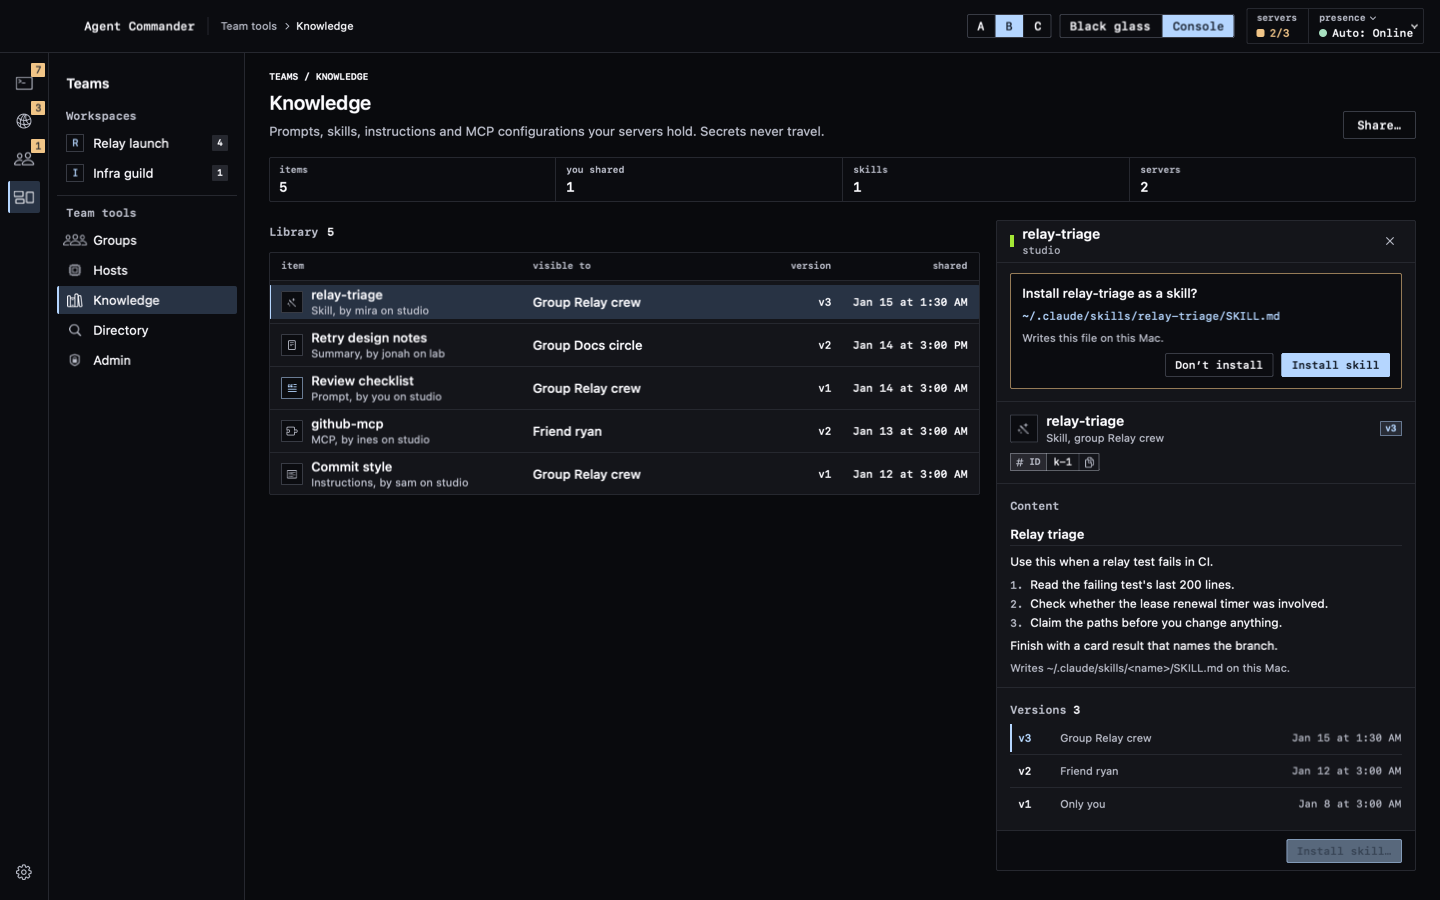 Agent Commander
Team tools > Knowledge
A B C
Black glass Console
servers
2/3
presence
Auto: Online
7
3
1
Teams
Workspaces
R Relay launch 4
I Infra guild 1
Team tools
Groups
Hosts
Knowledge
Directory
Admin
TEAMS / KNOWLEDGE
Knowledge
Prompts, skills, instructions and MCP configurations your servers hold. Secrets never travel.
Share…
items
5
you shared
1
skills
1
servers
2
Library 5
item visible to version shared
relay-triage
Skill, by mira on studio
Group Relay crew v3 Jan 15 at 1:30 AM
Retry design notes
Summary, by jonah on lab
Group Docs circle v2 Jan 14 at 3:00 PM
Review checklist
Prompt, by you on studio
Group Relay crew v1 Jan 14 at 3:00 AM
github-mcp
MCP, by ines on studio
Friend ryan v2 Jan 13 at 3:00 AM
Commit style
Instructions, by sam on studio
Group Relay crew v1 Jan 12 at 3:00 AM
relay-triage
studio
Install relay-triage as a skill?
~/.claude/skills/relay-triage/SKILL.md
Writes this file on this Mac.
Don’t install Install skill
relay-triage
Skill, group Relay crew
v3
# ID k-1
Content
Relay triage
Use this when a relay test fails in CI.
1. Read the failing test's last 200 lines.
2. Check whether the lease renewal timer was involved.
3. Claim the paths before you change anything.
Finish with a card result that names the branch.
Writes ~/.claude/skills/<name>/SKILL.md on this Mac.
Versions 3
v3 Group Relay crew Jan 15 at 1:30 AM
v2 Friend ryan Jan 12 at 3:00 AM
v1 Only you Jan 8 at 3:00 AM
Install skill…